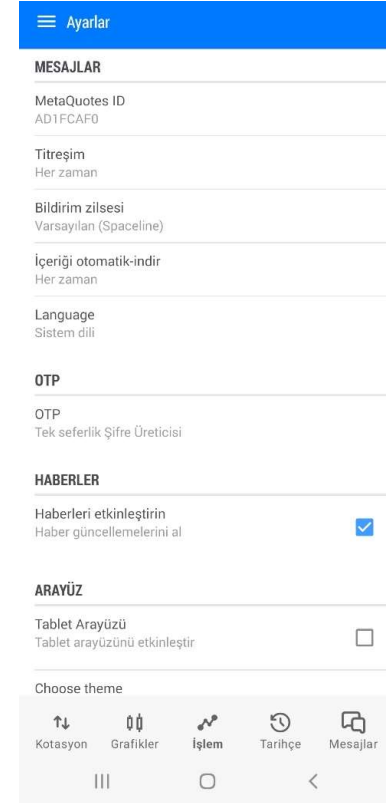 Ayarlar
MESAJLAR
MetaQuotes ID
AD1FCAF0
Titreşim
Her zaman
Bildirim zilsesi
Varsayılan (Spaceline)
İçeriği otomatik-indir
Her zaman
Language
Sistem dili
OTP
OTP
Tek seferlik Şifre Üreticisi
HABERLER
Haberleri etkinleştirin
Haber güncellemelerini al
ARAYÜZ
Tablet Arayüzü
Tablet arayüzünü etkinleştir
Choose theme
Kotasyon Grafikler İşlem Tarihçe Mesajlar